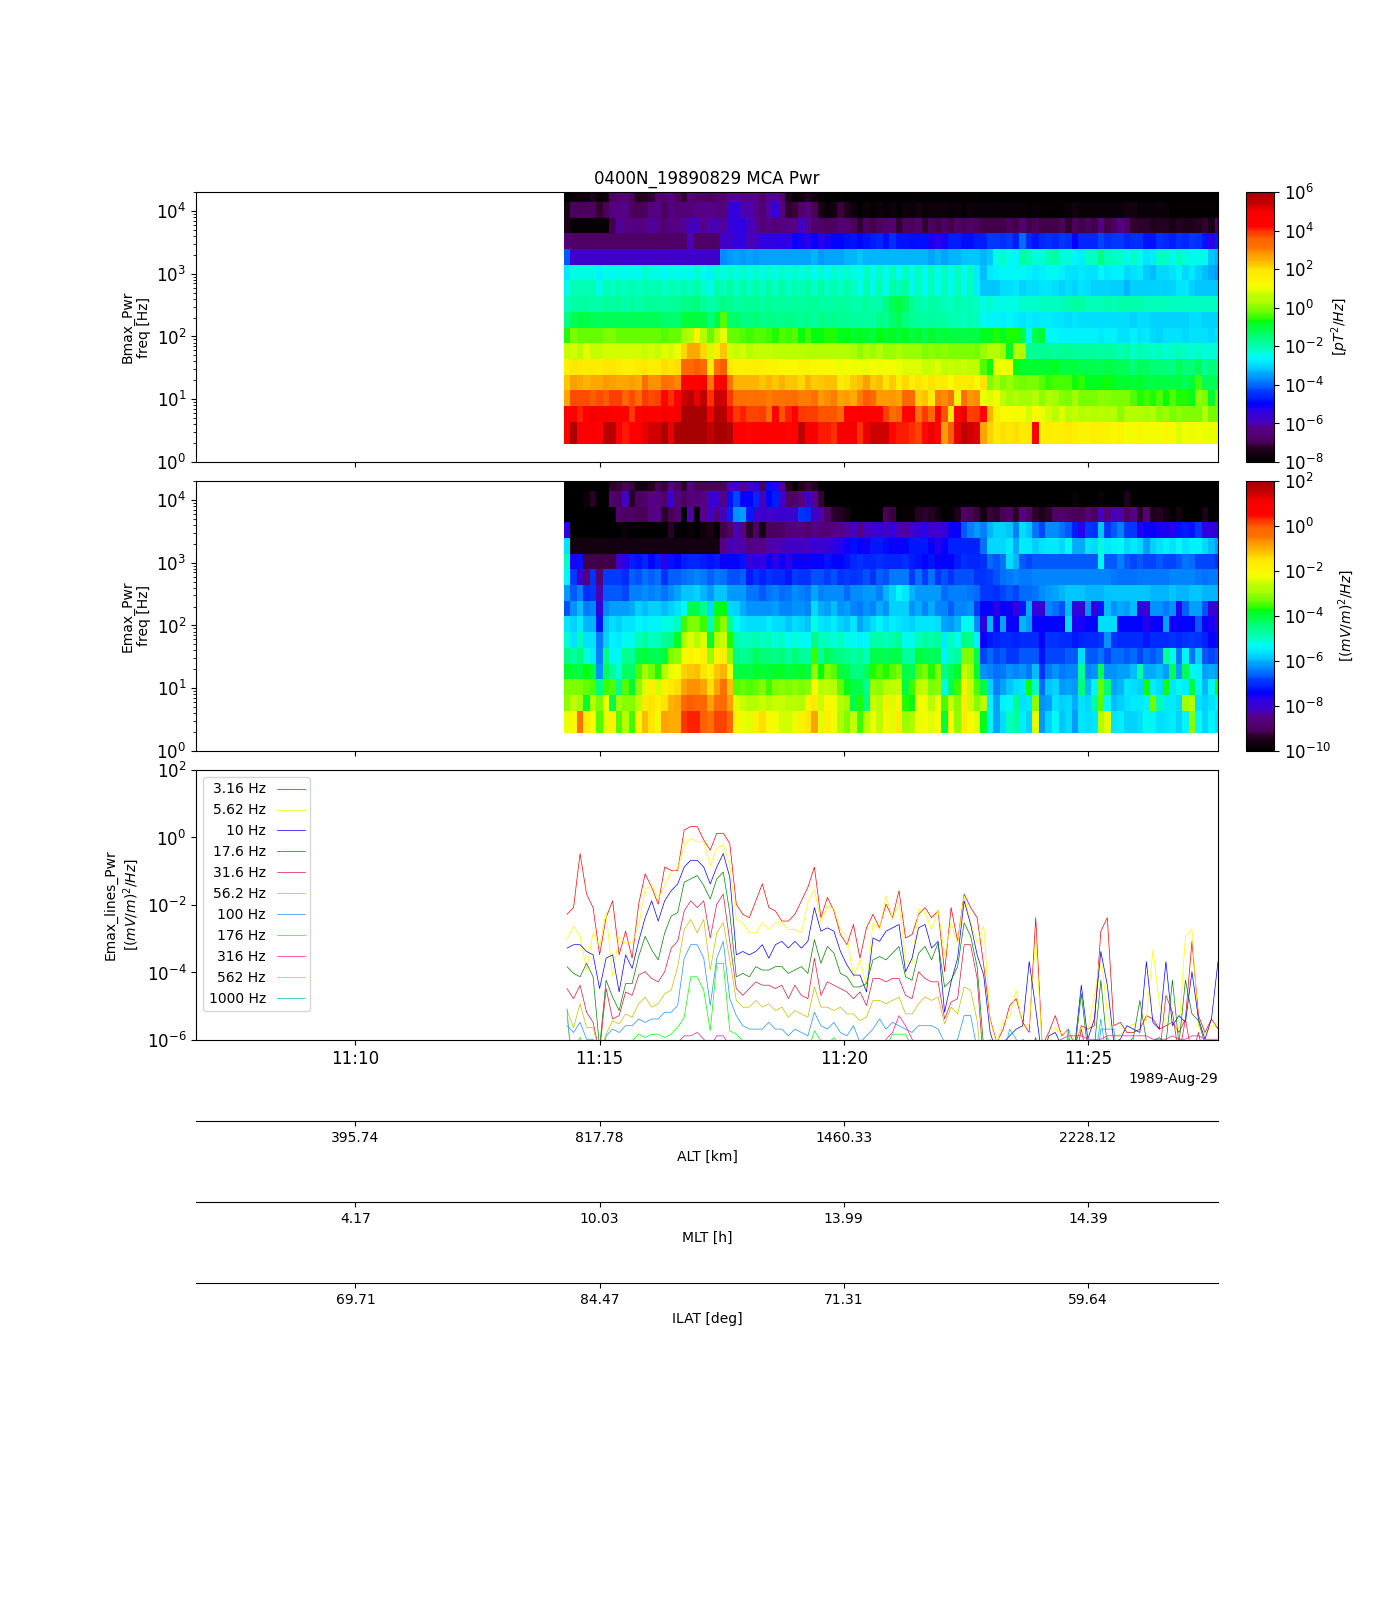 0400N_19890829 MCA Pwr
Bmax_Pwr
freq [Hz]
10^4
10^3
10^2
10^1
10^0
10^6
10^4
10^2
10^0
10^-2
10^-4
10^-6
10^-8
[pT^2/Hz]
Emax_Pwr
freq [Hz]
10^4
10^3
10^2
10^1
10^0
10^2
10^0
10^-2
10^-4
10^-6
10^-8
10^-10
[(mV/m)^2/Hz]
Emax_lines_Pwr
[(mV/m)^2/Hz]
10^2
10^0
10^-2
10^-4
10^-6
3.16 Hz
5.62 Hz
10 Hz
17.6 Hz
31.6 Hz
56.2 Hz
100 Hz
176 Hz
316 Hz
562 Hz
1000 Hz
11:10 11:15 11:20 11:25
1989-Aug-29
395.74 817.78 1460.33 2228.12
ALT [km]
4.17 10.03 13.99 14.39
MLT [h]
69.71 84.47 71.31 59.64
ILAT [deg]